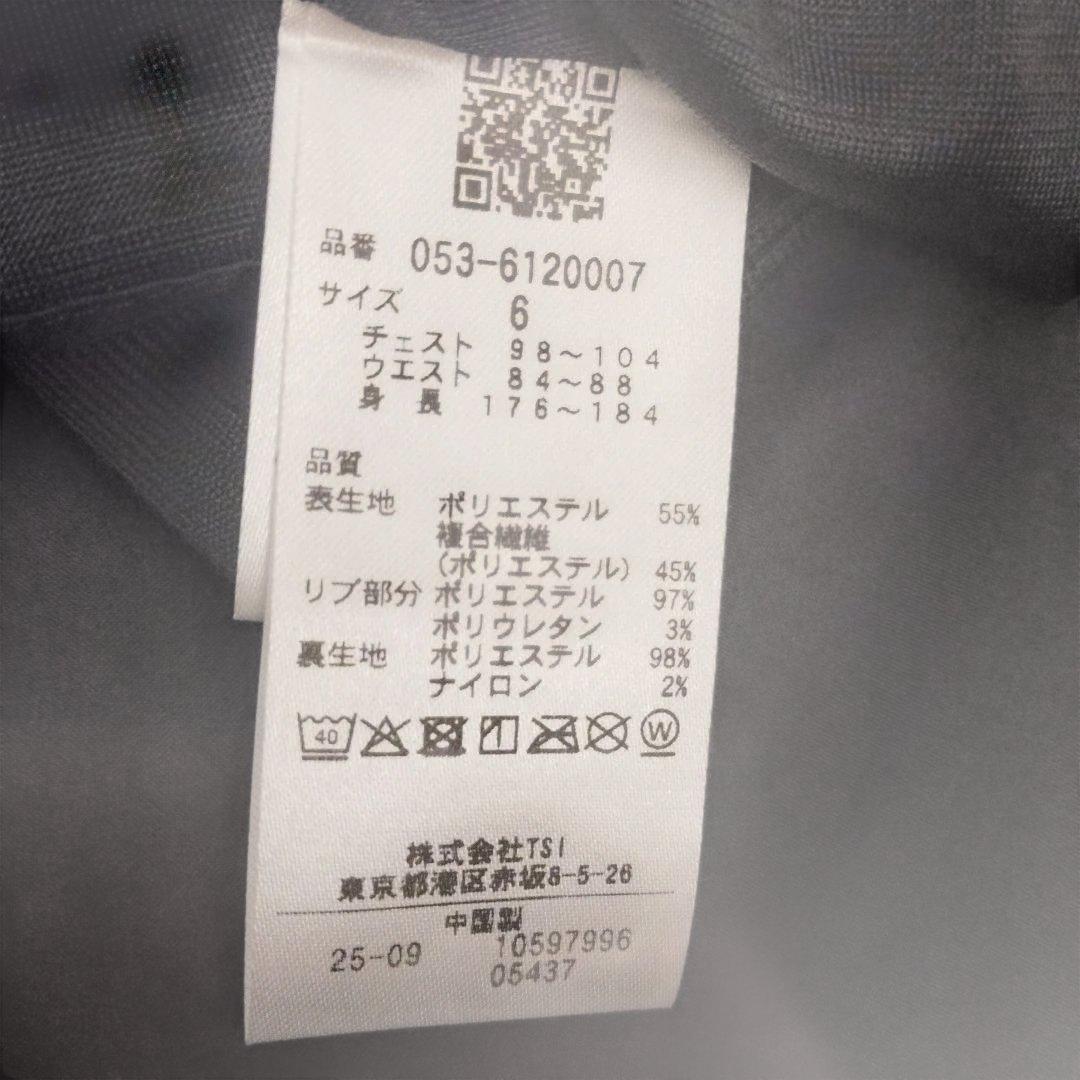 品番 053-6120007
サイズ 6
チェスト 98～104
ウエスト 84～88
身長 176～184
品質
表生地 ポリエステル 55%
複合繊維
(ポリエステル) 45%
リブ部分 ポリエステル 97%
ポリウレタン 3%
裏生地 ポリエステル 98%
ナイロン 2%
40 W
株式会社TSI
東京都港区赤坂8-5-26
中国製
25-09 10597996
05437